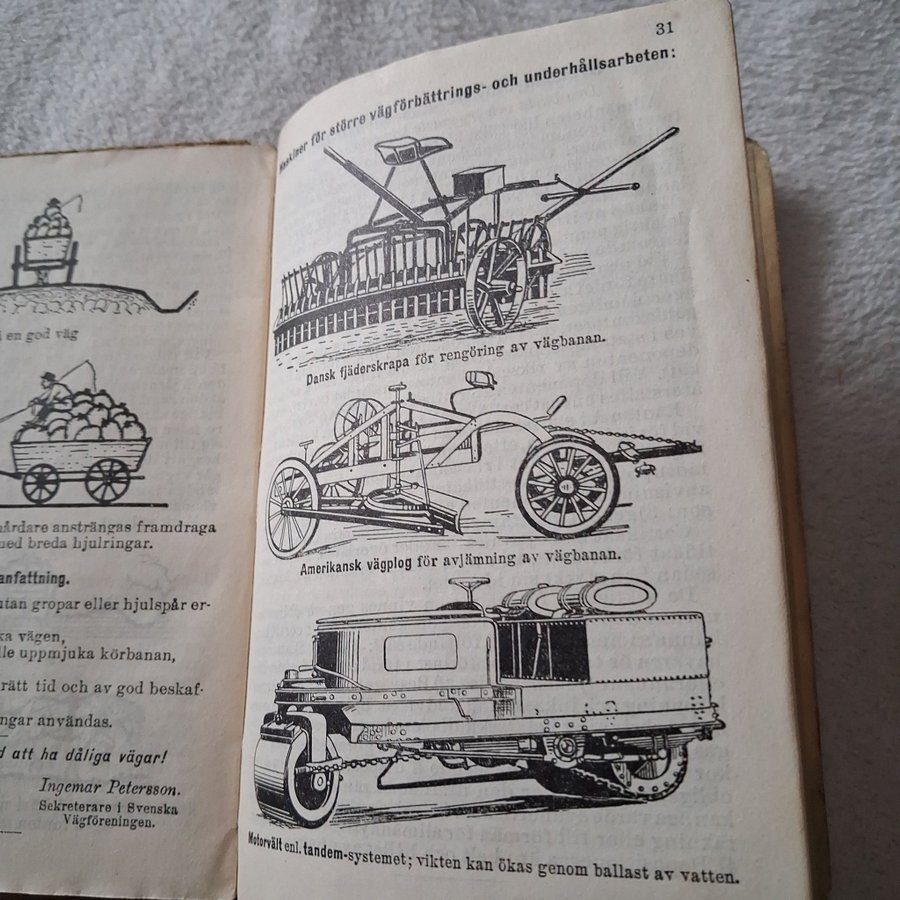 i en god väg
hårdare ansträngas framdraga
med breda hjulringar.
anfattning.
utan gropar eller hjulspår er-
ka vägen,
lle uppmjuka körbanan,
rätt tid och av god beskaf-
ngar användas.
d att ha dåliga vägar!
Ingemar Petersson.
Sekreterare i Svenska
Vägföreningen.
31
Maskiner för större vägförbättrings- och underhållsarbeten:
Dansk fjäderskrapa för rengöring av vägbanan.
Amerikansk vägplog för avjämning av vägbanan.
Motorvält enl. tandem-systemet; vikten kan ökas genom ballast av vatten.